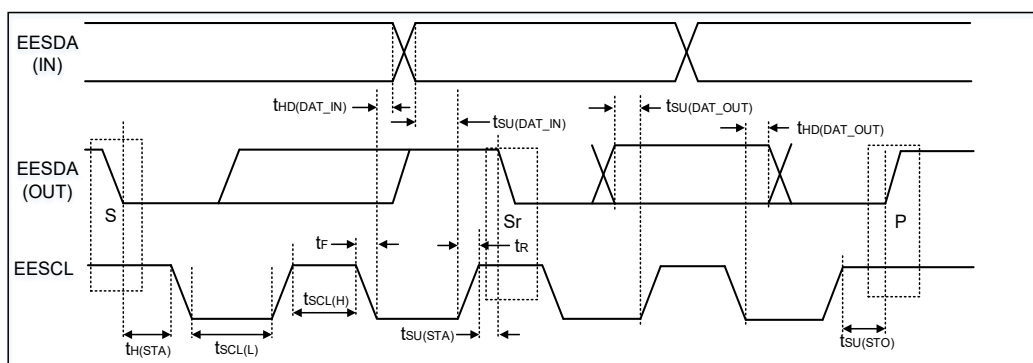 EESDA
(IN)
tHD(DAT_IN)
tSU(DAT_IN)
tSU(DAT_OUT)
tHD(DAT_OUT)
EESDA
(OUT)
S
Sr
P
tF
tR
EESCL
tSCL(H)
tH(STA)
tSCL(L)
tSU(STA)
tSU(STO)